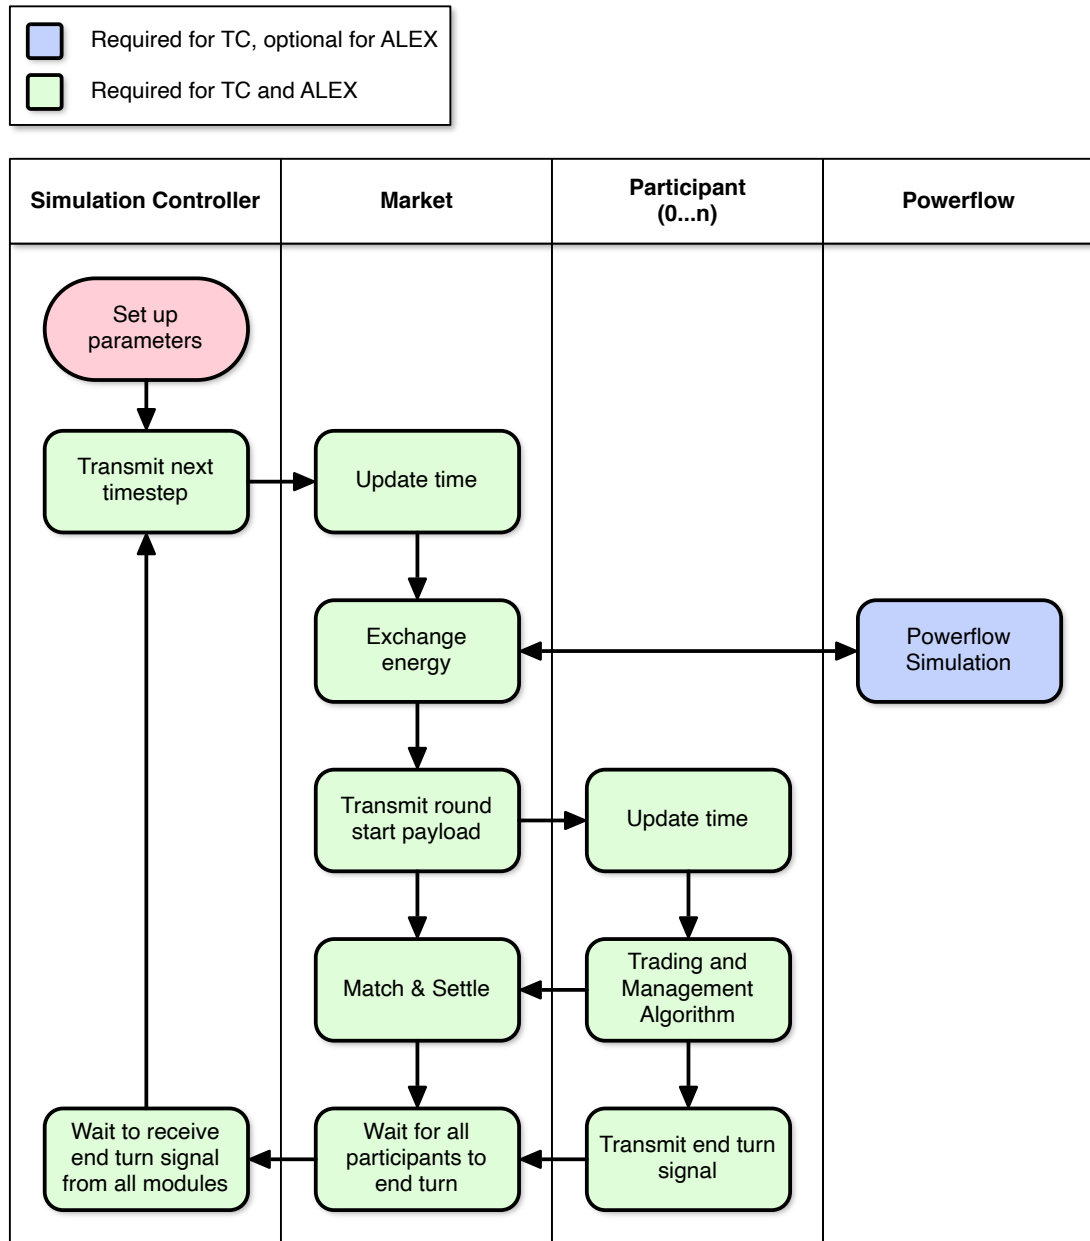 Required for TC, optional for ALEX
Required for TC and ALEX
Simulation Controller
Market
Participant
(0...n)
Powerflow
Set up
parameters
Transmit next
timestep
Update time
Exchange
energy
Powerflow
Simulation
Transmit round
start payload
Update time
Match & Settle
Trading and
Management
Algorithm
Wait to receive
end turn signal
from all modules
Wait for all
participants to
end turn
Transmit end turn
signal